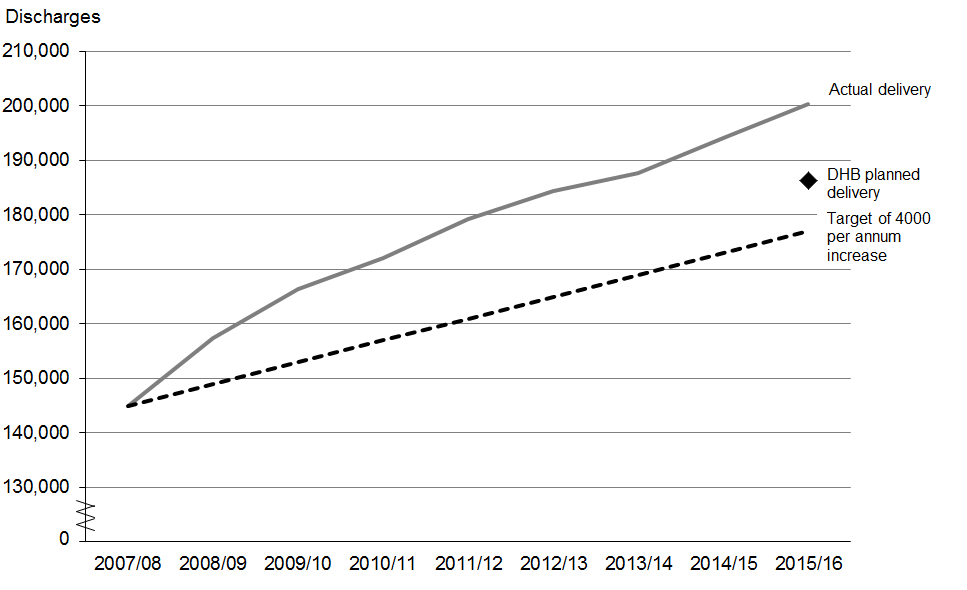 Discharges
210,000
200,000
190,000
180,000
170,000
160,000
150,000
140,000
130,000
0
Actual delivery
DHB planned
delivery
Target of 4000
per annum
increase
2007/08 2008/09 2009/10 2010/11 2011/12 2012/13 2013/14 2014/15 2015/16